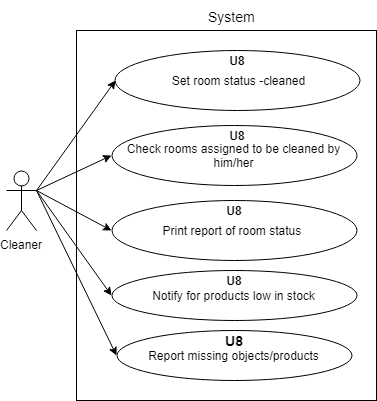 System
U8
Set room status -cleaned
U8
Check rooms assigned to be cleaned by
him/her
U8
Print report of room status
Cleaner
U8
Notify for products low in stock
U8
Report missing objects/products